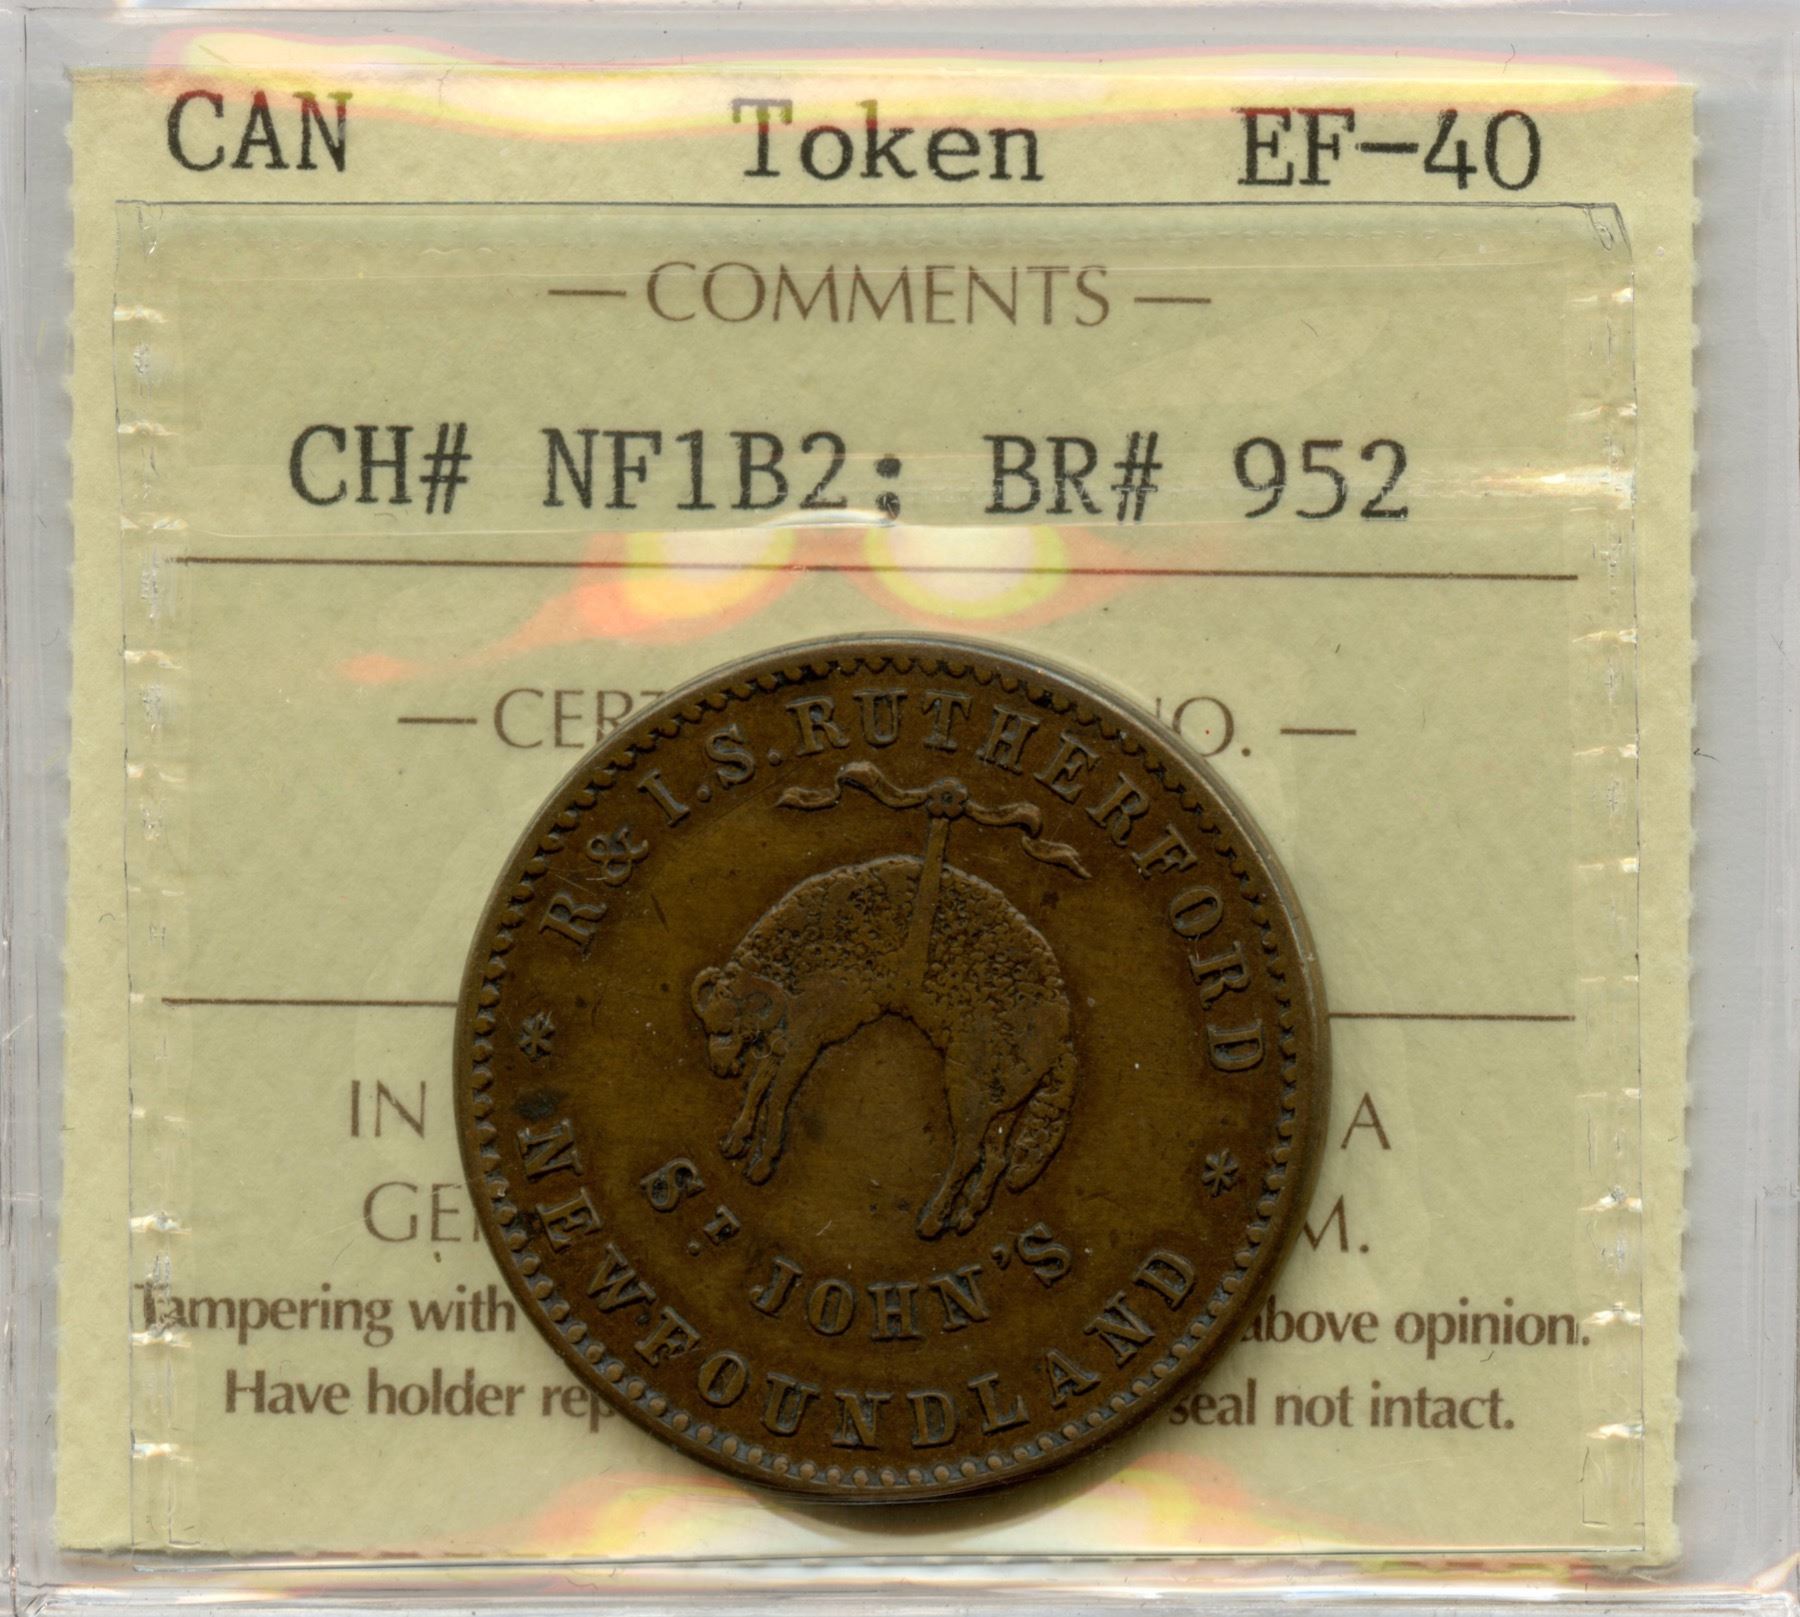 CAN Token EF-40
— COMMENTS —
CH# NF1B2; BR# 952
— CER O. —
R & I.S. RUTHERFORD
ST. JOHN'S
* NEWFOUNDLAND *
IN A
GE M.
Tampering with above opinion.
Have holder rep seal not intact.